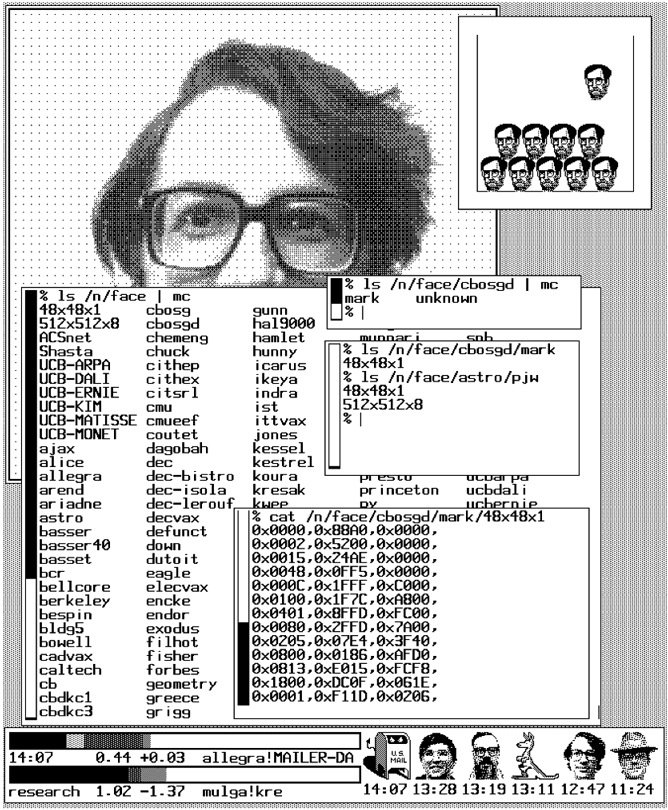 % ls /n/face | mc
48x48x1 cbosg gunn
512x512x8 cbosgd hal9000
ACSnet chemeng hamlet munnari
Shasta chuck hunny
UCB-ARPA cithep icarus
UCB-DALI cithex ikeya
UCB-ERNIE citsrl indra
UCB-KIM cmu ist
UCB-MATISSE cmueef ittvax
UCB-MONET coutet jones
ajax dagobah kessel
alice dec kestrel
allegra dec-bistro koura presto ucbarpa
arend dec-isola kresak princeton ucbdali
ariadne dec-lerouf kwee py ucbernie
astro decvax
basser defunct
basser40 down
basset dutoit
bcr eagle
bellcore elecvax
berkeley encke
bespin endor
bldg5 exodus
bowell filhot
cadvax fisher
caltech forbes
cb geometry
cbdkc1 greece
cbdkc3 grigg
% ls /n/face/cbosgd | mc
mark unknown
% |
% ls /n/face/cbosgd/mark
48x48x1
% ls /n/face/astro/pjw
48x48x1
512x512x8
% |
% cat /n/face/cbosgd/mark/48x48x1
0x0000,0x88A0,0x0000,
0x0002,0x5200,0x0000,
0x0015,0x24AE,0x0000,
0x0048,0x0FF5,0x0000,
0x000C,0x1FFF,0xC000,
0x0100,0x1F7C,0xA800,
0x0401,0x8FFD,0xFC00,
0x0080,0x2FFD,0x7A00,
0x0205,0x07E4,0x3F40,
0x0800,0x0186,0xAFD0,
0x0813,0xE015,0xFCF8,
0x1800,0xDC0F,0x061E,
0x0001,0xF11D,0x0206,
14:07 0.44 +0.03 allegra!MAILER-DA
research 1.02 -1.37 mulga!kre
U.S. MAIL
14:07 13:28 13:19 13:11 12:47 11:24